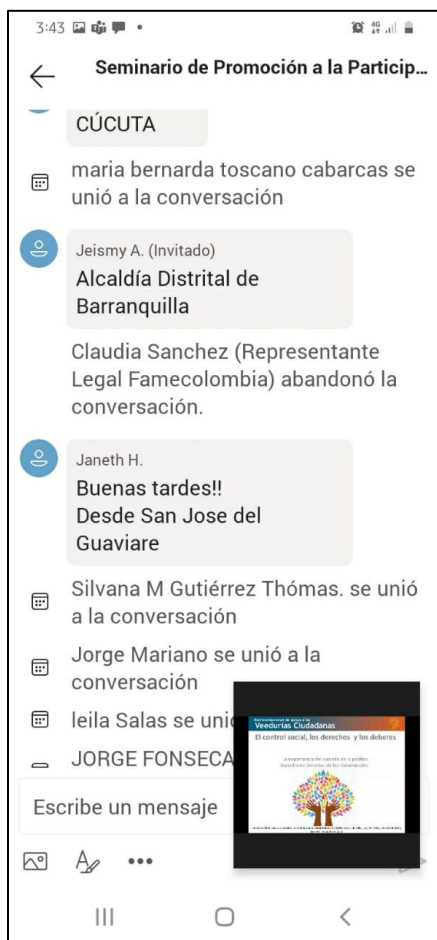 3:43
4G
Seminario de Promoción a la Particip...
CÚCUTA
maria bernarda toscano cabarcas se
unió a la conversación
Jeismy A. (Invitado)
Alcaldía Distrital de
Barranquilla
Claudia Sanchez (Representante
Legal Famecolombia) abandonó la
conversación.
Janeth H.
Buenas tardes!!
Desde San Jose del
Guaviare
Silvana M Gutiérrez Thómas. se unió
a la conversación
Jorge Mariano se unió a la
conversación
leila Salas se
JORGE FONSECA
Veedurías Ciudadanas
El control social, los derechos y los deberes
Escribe un mensaje